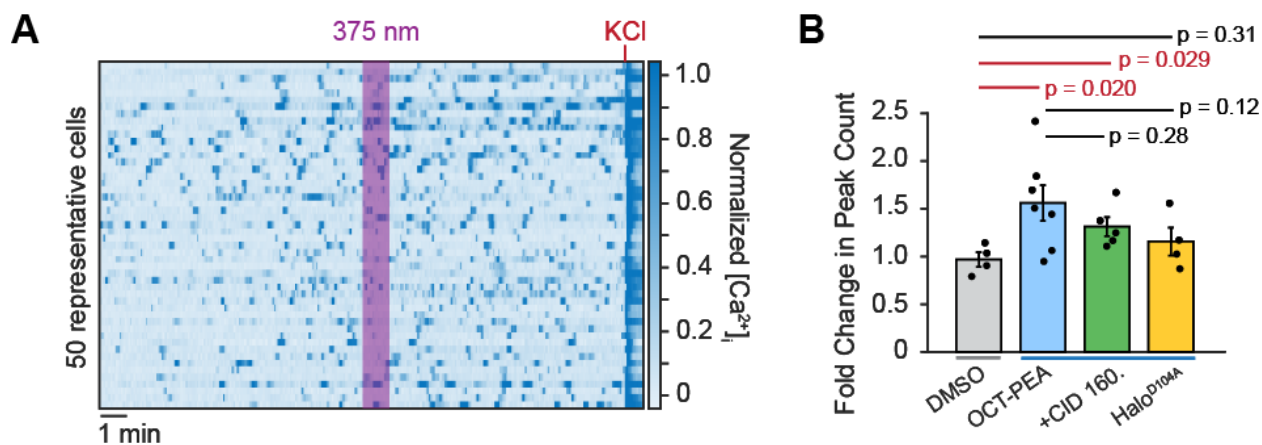 A
375 nm
KCl
50 representative cells
1 min
1.0
0.8
0.6
0.4
0.2
0
Normalized [Ca²⁺]ᵢ
B
p = 0.31
p = 0.029
p = 0.020
p = 0.12
p = 0.28
Fold Change in Peak Count
2.5
2.0
1.5
1.0
0.5
0
DMSO
OCT-PEA
+CID 160.
Haloᴰ¹⁰⁴ᴬ